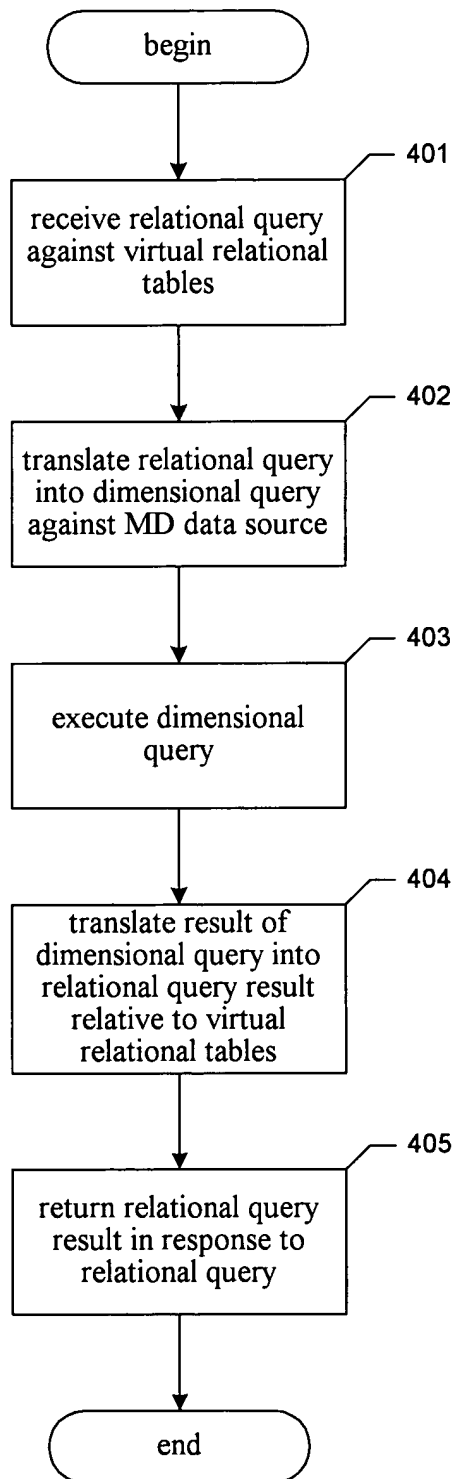 begin
401
receive relational query
against virtual relational
tables
402
translate relational query
into dimensional query
against MD data source
403
execute dimensional
query
404
translate result of
dimensional query into
relational query result
relative to virtual
relational tables
405
return relational query
result in response to
relational query
end